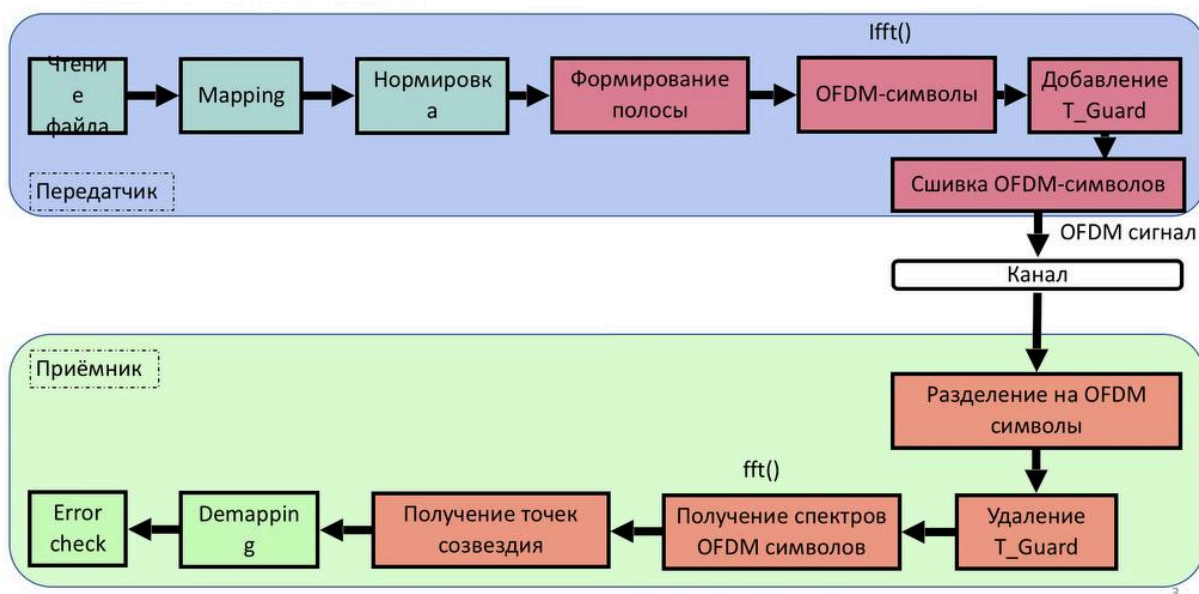 Ifft()
Чтени
е
файла
Mapping
Нормировк
а
Формирование
полосы
OFDM-символы
Добавление
T_Guard
Передатчик
Сшивка OFDM-символов
OFDM сигнал
Канал
Приёмник
Разделение на OFDM
символы
fft()
Error
check
Demappin
g
Получение точек
созвездия
Получение спектров
OFDM символов
Удаление
T_Guard
3